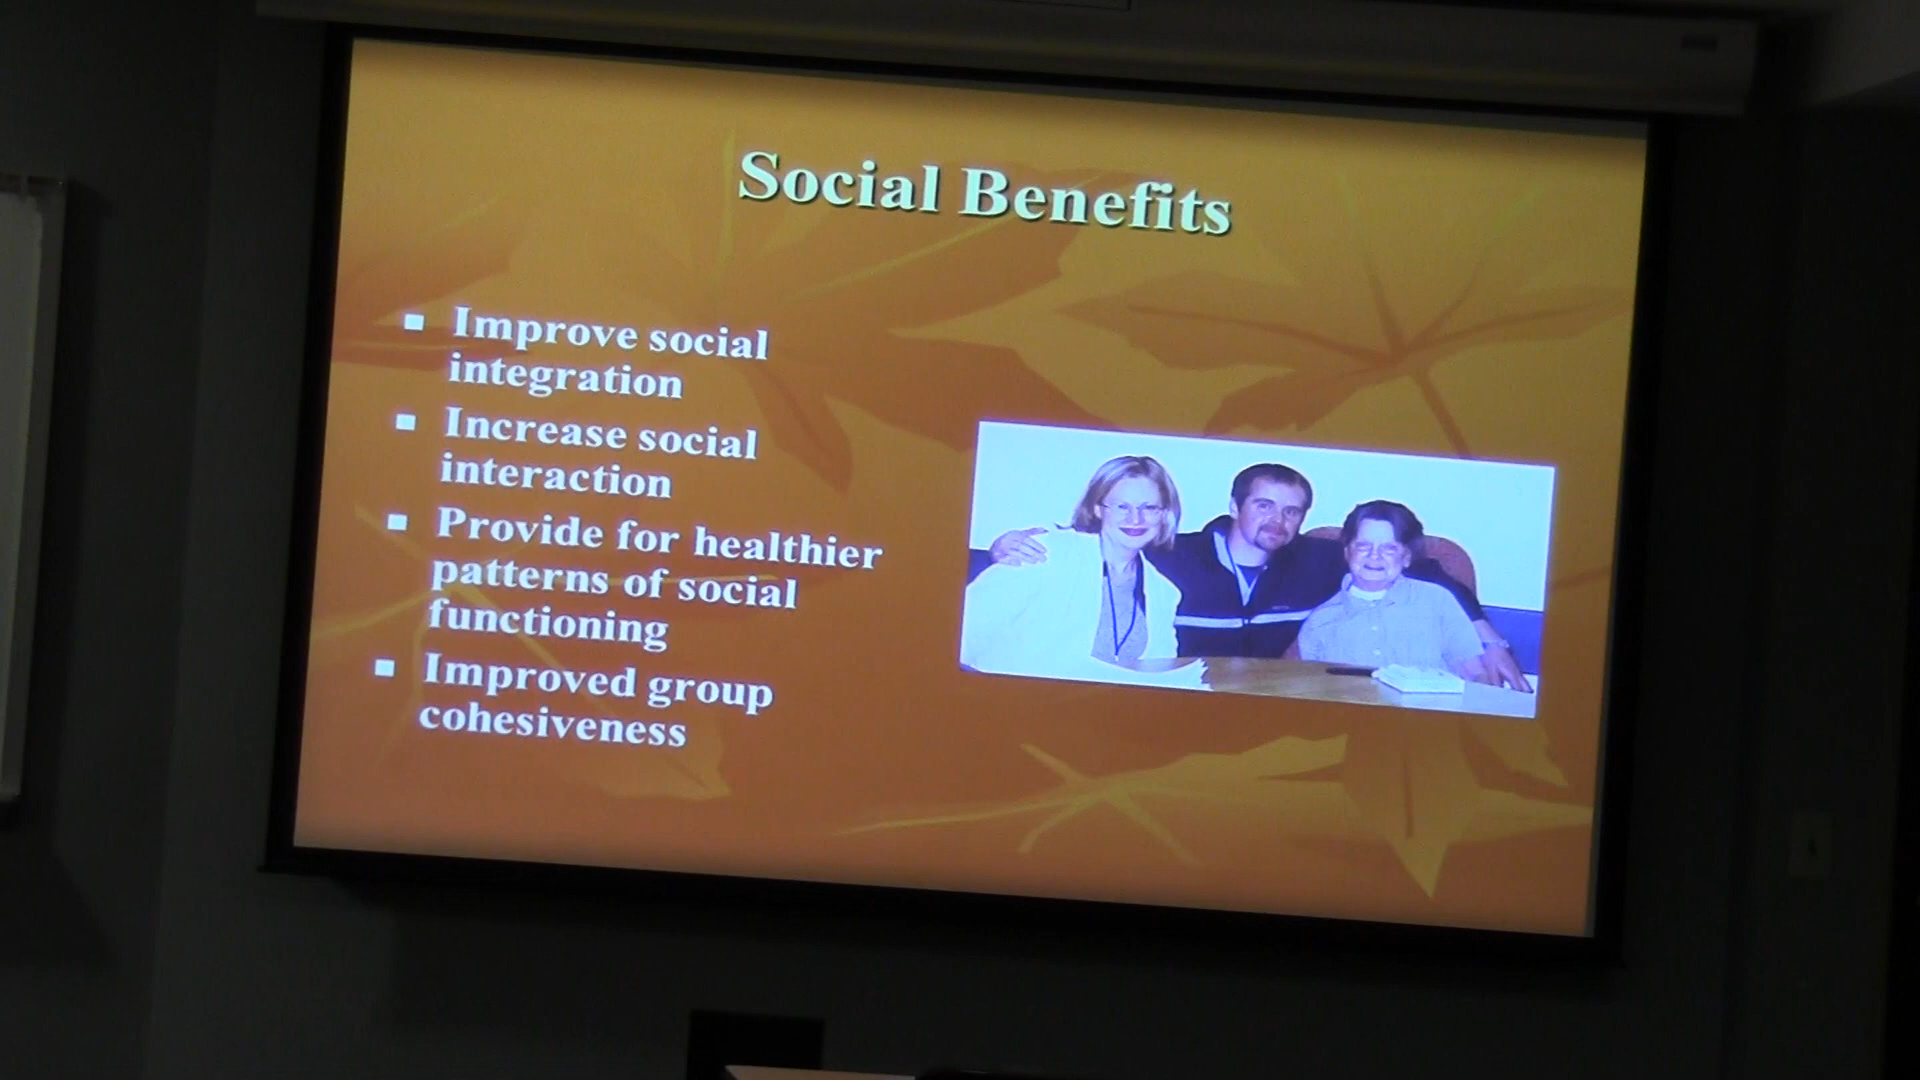 Social Benefits
▪ Improve social
integration
▪ Increase social
interaction
▪ Provide for healthier
patterns of social
functioning
▪ Improved group
cohesiveness